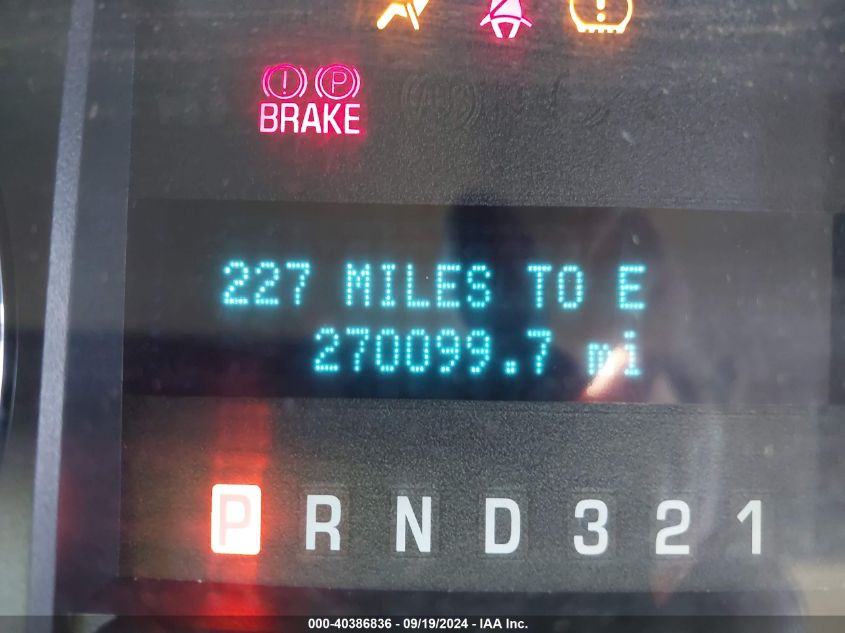 ! P
BRAKE
227 MILES TO E
270099.7 mi
P R N D 3 2 1
000-40386836 - 09/19/2024 - IAA Inc.